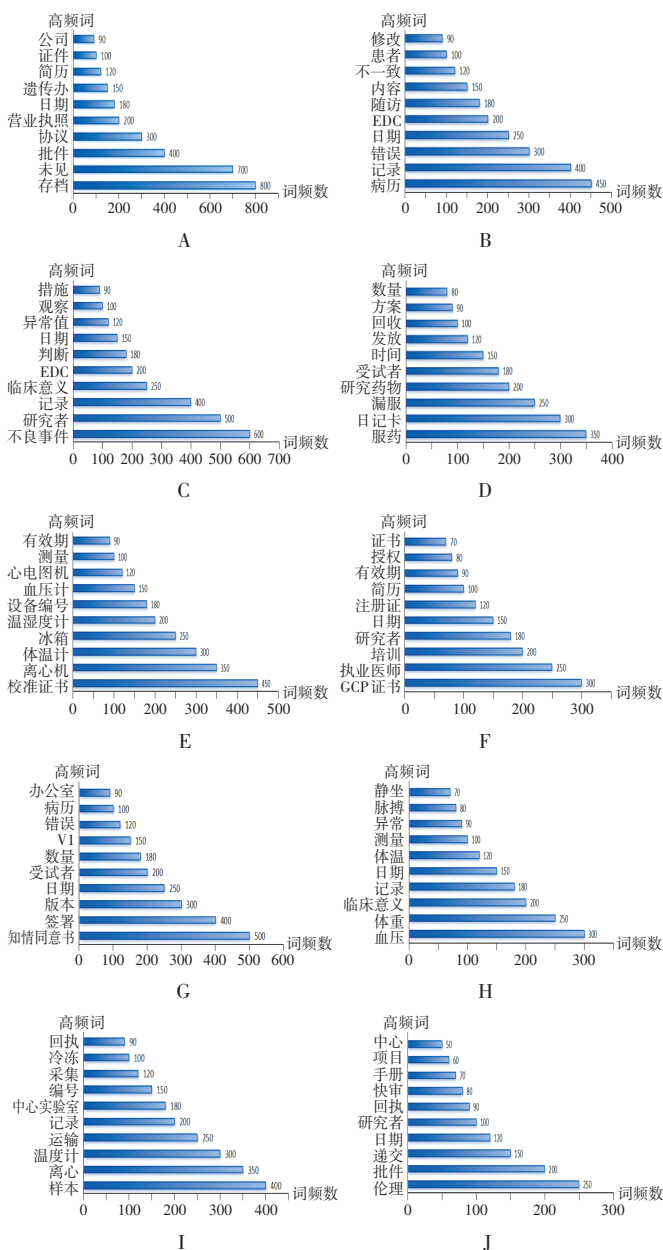 高频词
公司 90
证件 100
简历 120
遗传办 150
日期 180
营业执照 200
协议 300
批件 400
未见 700
存档 800
0 200 400 600 800 词频数
A
高频词
修改 90
患者 100
不一致 120
内容 150
随访 180
EDC 200
日期 250
错误 300
记录 400
病历 450
0 100 200 300 400 500 词频数
B
高频词
措施 90
观察 100
异常值 120
日期 150
判断 180
EDC 200
临床意义 250
记录 400
研究者 500
不良事件 600
0 100 200 300 400 500 600 700 词频数
C
高频词
数量 80
方案 90
回收 100
发放 120
时间 150
受试者 180
研究药物 200
漏服 250
日记卡 300
服药 350
0 100 200 300 400 词频数
D
高频词
有效期 90
测量 100
心电图机 120
血压计 150
设备编号 180
温湿度计 200
冰箱 250
体温计 300
离心机 350
校准证书 450
0 100 200 300 400 500 词频数
E
高频词
证书 70
授权 80
有效期 90
简历 100
注册证 120
日期 150
研究者 180
培训 200
执业医师 250
GCP证书 300
0 100 200 300 词频数
F
高频词
办公室 90
病历 100
错误 120
V1 150
数量 180
受试者 200
日期 250
版本 300
签署 400
知情同意书 500
0 100 200 300 400 500 600 词频数
G
高频词
静坐 70
脉搏 80
异常 90
测量 100
体温 120
日期 150
记录 180
临床意义 200
体重 250
血压 300
0 100 200 300 词频数
H
高频词
回执 90
冷冻 100
采集 120
编号 150
中心实验室 180
记录 200
运输 250
温度计 300
离心 350
样本 400
0 100 200 300 400 词频数
I
高频词
中心 50
项目 60
手册 70
快审 80
回执 90
研究者 100
日期 120
递交 150
批件 200
伦理 250
0 100 200 300 词频数
J